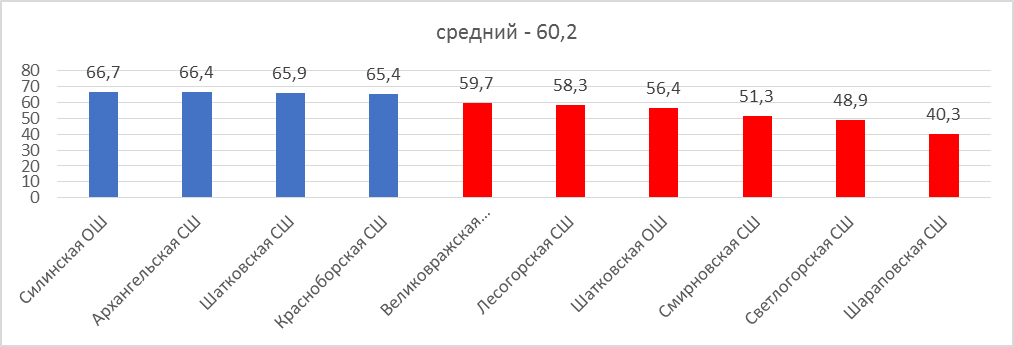 средний - 60,2
80
70
60
50
40
30
20
10
0
66,7
66,4
65,9
65,4
59,7
58,3
56,4
51,3
48,9
40,3
Силинская ОШ
Архангельская СШ
Шатковская СШ
Красноборская СШ
Великовражская...
Лесогорская СШ
Шатковская ОШ
Смирновская СШ
Светлогорская СШ
Шараповская СШ